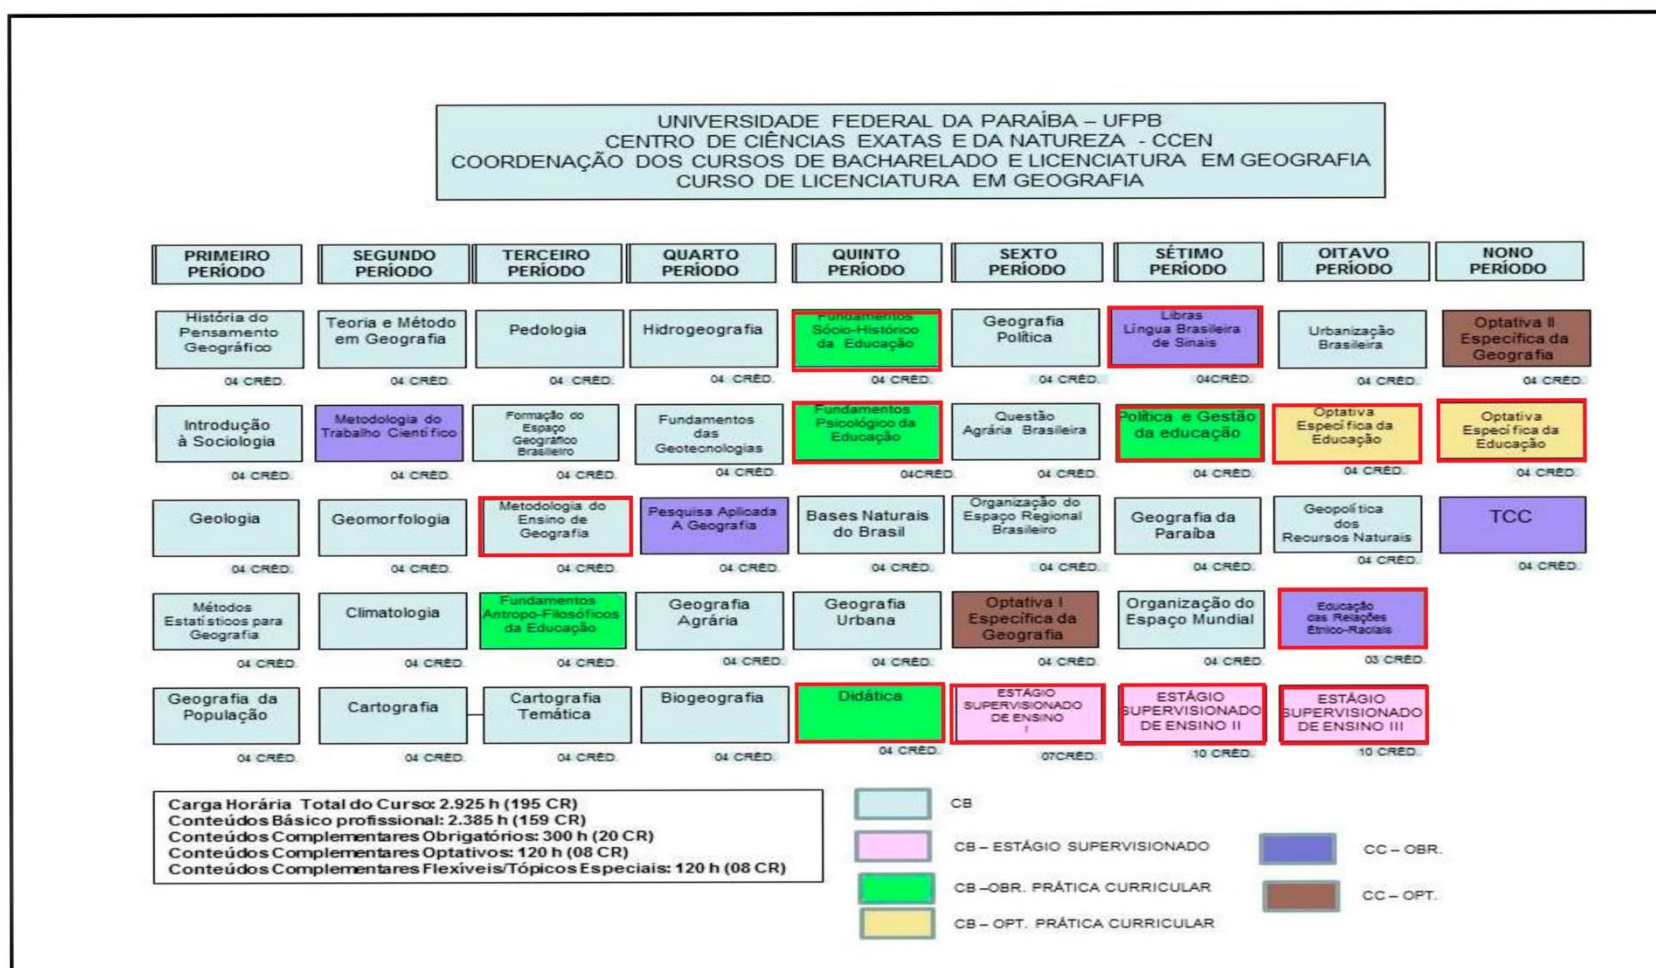 UNIVERSIDADE FEDERAL DA PARAÍBA – UFPB
CENTRO DE CIÊNCIAS EXATAS E DA NATUREZA - CCEN
COORDENAÇÃO DOS CURSOS DE BACHARELADO E LICENCIATURA EM GEOGRAFIA
CURSO DE LICENCIATURA EM GEOGRAFIA
PRIMEIRO
PERÍODO
SEGUNDO
PERÍODO
TERCEIRO
PERÍODO
QUARTO
PERÍODO
QUINTO
PERÍODO
SEXTO
PERÍODO
SÉTIMO
PERÍODO
OITAVO
PERÍODO
NONO
PERÍODO
História do
Pensamento
Geográfico
04 CRÉD.
Teoria e Método
em Geografia
04 CRÉD.
Pedologia
04 CRÉD.
Hidrogeografia
04 CRÉD.
Fundamentos
Sócio-Histórico
da Educação
04 CRÉD.
Geografia
Política
04 CRÉD.
Libras
Língua Brasileira
de Sinais
04CRÉD.
Urbanização
Brasileira
04 CRÉD.
Optativa II
Específica da
Geografia
04 CRÉD.
Introdução
à Sociologia
04 CRÉD.
Metodologia do
Trabalho Científico
04 CRÉD.
Formação do
Espaço
Geográfico
Brasileiro
04 CRÉD.
Fundamentos
das
Geotecnologias
04 CRÉD.
Fundamentos
Psicológico da
Educação
04CRÉD.
Questão
Agrária Brasileira
04 CRÉD.
Política e Gestão
da educação
04 CRÉD.
Optativa
Específica da
Educação
04 CRÉD.
Optativa
Específica da
Educação
04 CRÉD.
Geologia
04 CRÉD.
Geomorfologia
04 CRÉD.
Metodologia do
Ensino de
Geografia
04 CRÉD.
Pesquisa Aplicada
A Geografia
04 CRÉD.
Bases Naturais
do Brasil
04 CRÉD.
Organização do
Espaço Regional
Brasileiro
04 CRÉD.
Geografia da
Paraíba
04 CRÉD.
Geopolítica
dos
Recursos Naturais
04 CRÉD.
TCC
04 CRÉD.
Métodos
Estatísticos para
Geografia
04 CRÉD.
Climatologia
04 CRÉD.
Fundamentos
Antropo-Filosóficos
da Educação
04 CRÉD.
Geografia
Agrária
04 CRÉD.
Geografia
Urbana
04 CRÉD.
Optativa I
Específica da
Geografia
04 CRÉD.
Organização do
Espaço Mundial
04 CRÉD.
Educação
das Relações
Étnico-Raciais
03 CRÉD.
Geografia da
População
04 CRÉD.
Cartografia
04 CRÉD.
Cartografia
Temática
04 CRÉD.
Biogeografia
04 CRÉD.
Didática
04 CRÉD.
ESTÁGIO
SUPERVISIONADO
DE ENSINO
I
07CRÉD.
ESTÁGIO
SUPERVISIONADO
DE ENSINO II
10 CRÉD.
ESTÁGIO
SUPERVISIONADO
DE ENSINO III
10 CRÉD.
Carga Horária Total do Curso: 2.925 h (195 CR)
Conteúdos Básico profissional: 2.385 h (159 CR)
Conteúdos Complementares Obrigatórios: 300 h (20 CR)
Conteúdos Complementares Optativos: 120 h (08 CR)
Conteúdos Complementares Flexíveis/Tópicos Especiais: 120 h (08 CR)
CB
CB – ESTÁGIO SUPERVISIONADO
CB –OBR. PRÁTICA CURRICULAR
CB – OPT. PRÁTICA CURRICULAR
CC – OBR.
CC – OPT.